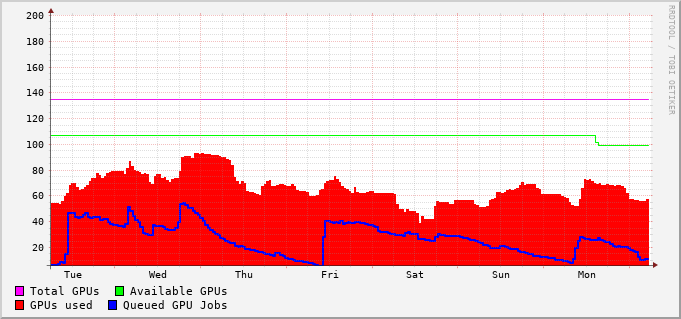 200
180
160
140
120
100
80
60
40
20
Tue Wed Thu Fri Sat Sun Mon
Total GPUs Available GPUs
GPUs used Queued GPU Jobs
RRDTOOL / TOBI OETIKER